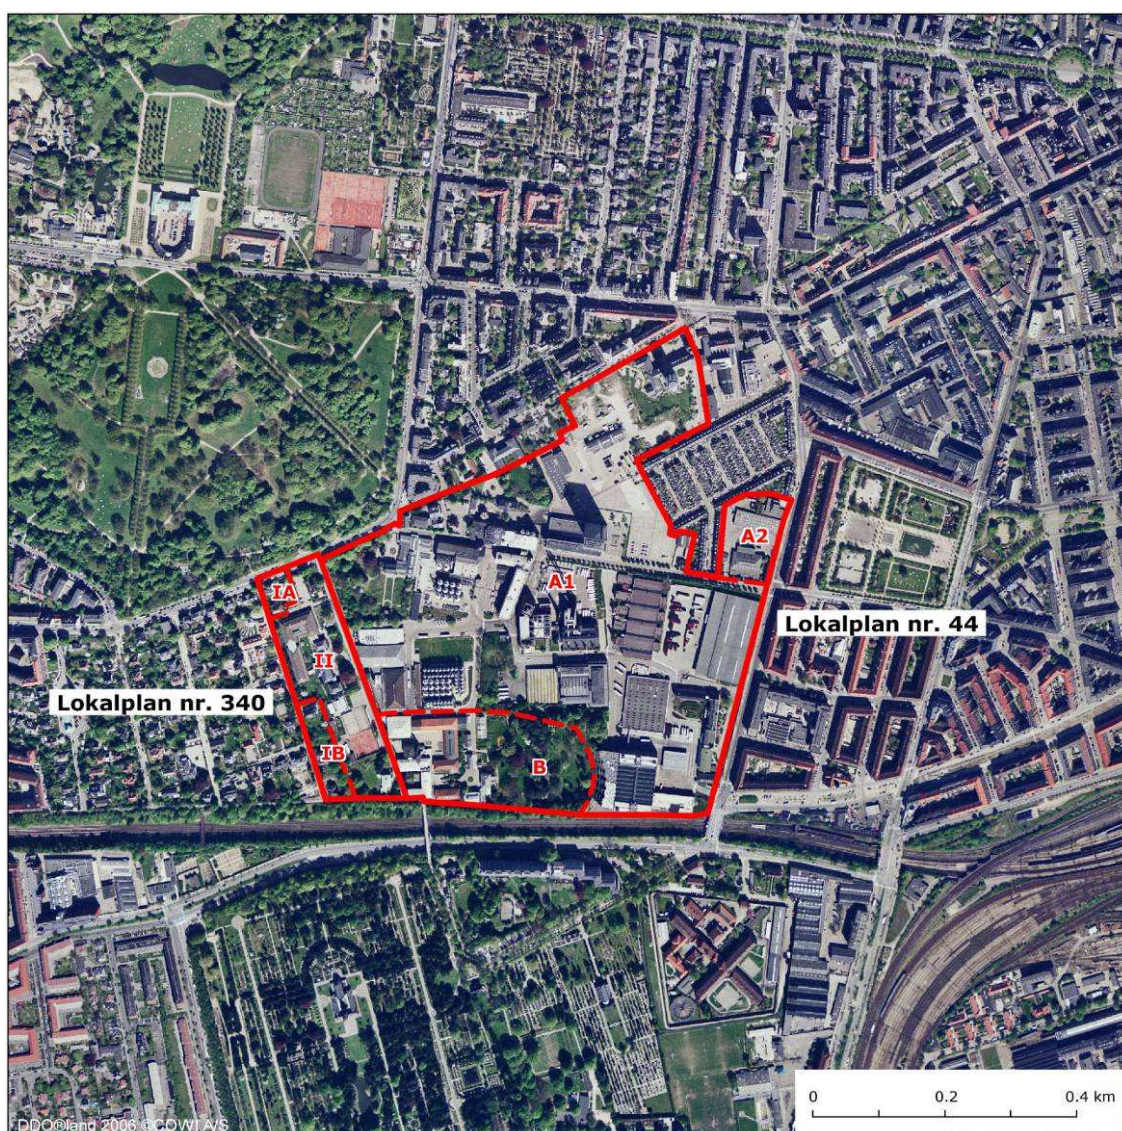 A2
A1
IA
Lokalplan nr. 44
II
Lokalplan nr. 340
IB
B
0 0.2 0.4 km
DDO®land 2006 ©COWI A/S